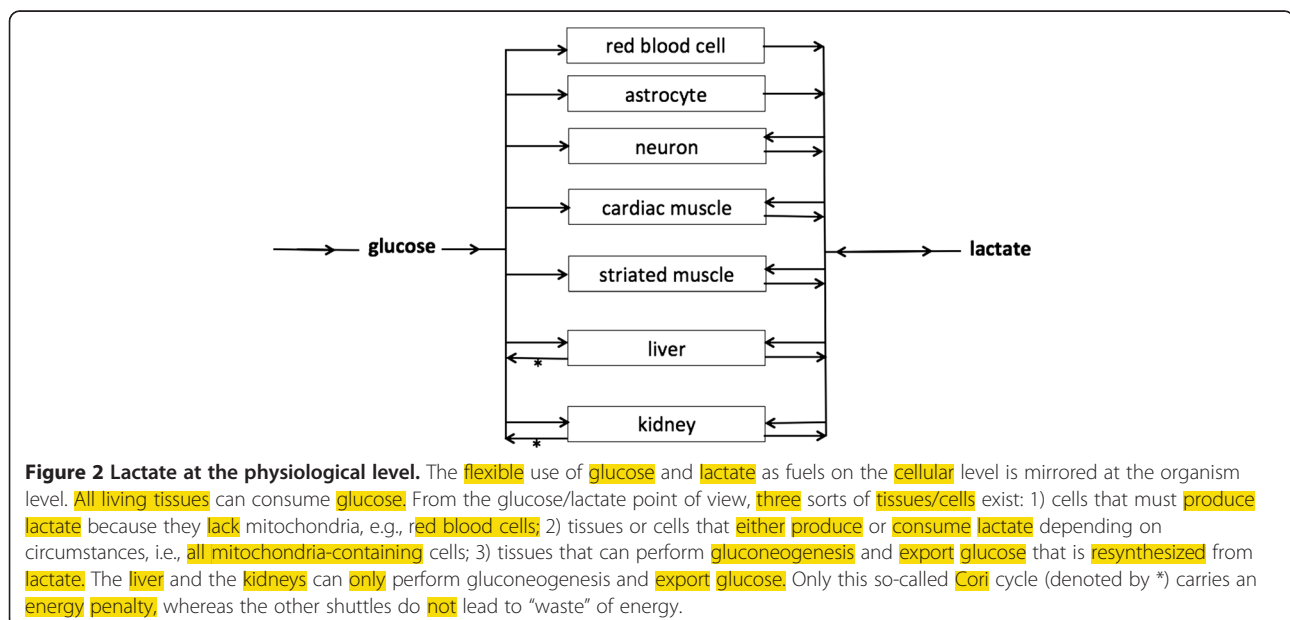 red blood cell
astrocyte
neuron
cardiac muscle
glucose
lactate
striated muscle
liver
*
kidney
*
Figure 2 Lactate at the physiological level. The flexible use of glucose and lactate as fuels on the cellular level is mirrored at the organism
level. All living tissues can consume glucose. From the glucose/lactate point of view, three sorts of tissues/cells exist: 1) cells that must produce
lactate because they lack mitochondria, e.g., red blood cells; 2) tissues or cells that either produce or consume lactate depending on
circumstances, i.e., all mitochondria-containing cells; 3) tissues that can perform gluconeogenesis and export glucose that is resynthesized from
lactate. The liver and the kidneys can only perform gluconeogenesis and export glucose. Only this so-called Cori cycle (denoted by *) carries an
energy penalty, whereas the other shuttles do not lead to “waste” of energy.